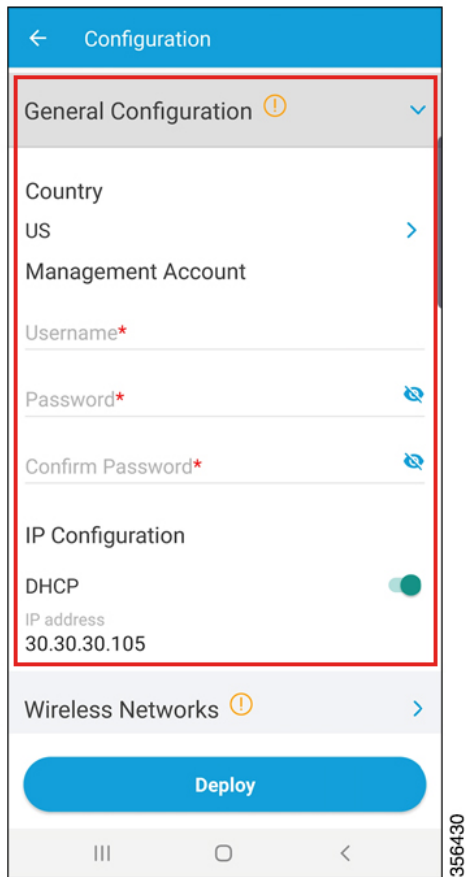 Configuration
General Configuration
Country
US
Management Account
Username*
Password*
Confirm Password*
IP Configuration
DHCP
IP address
30.30.30.105
Wireless Networks
Deploy
356430